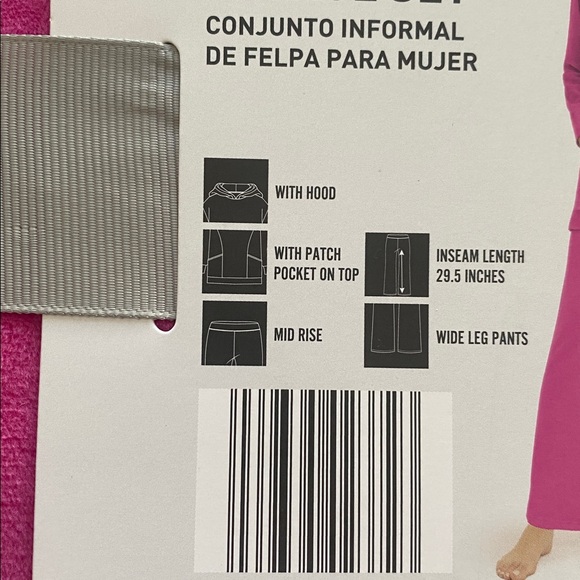 CONJUNTO INFORMAL
DE FELPA PARA MUJER
WITH HOOD
WITH PATCH
POCKET ON TOP
INSEAM LENGTH
29.5 INCHES
MID RISE
WIDE LEG PANTS